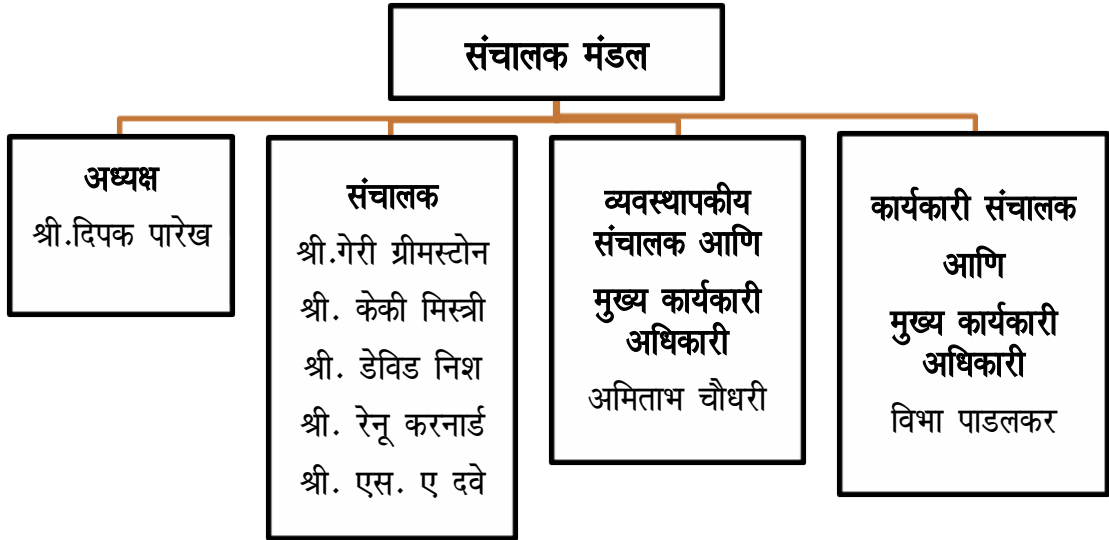 संचालक मंडल
अध्यक्ष
श्री.दिपक पारेख
संचालक
श्री.गेरी ग्रीमस्टोन
श्री. केकी मिस्त्री
श्री. डेविड निश
श्री. रेनू करनार्ड
श्री. एस. ए दवे
व्यवस्थापकीय
संचालक आणि
मुख्य कार्यकारी
अधिकारी
अमिताभ चौधरी
कार्यकारी संचालक
आणि
मुख्य कार्यकारी
अधिकारी
विभा पाडलकर